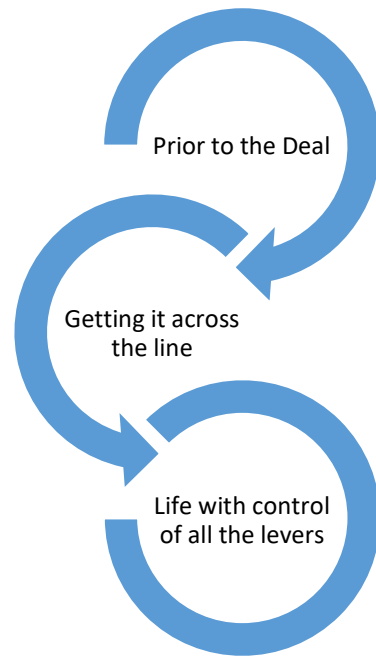 Prior to the Deal
Getting it across
the line
Life with control
of all the levers